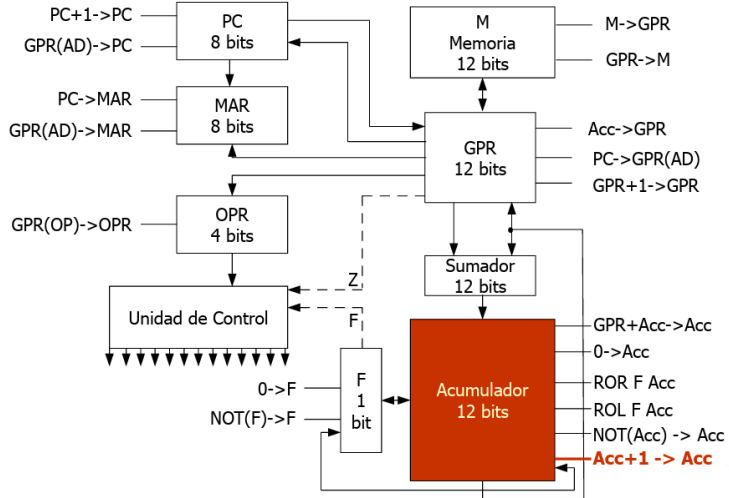 PC+1->PC
GPR(AD)->PC
PC
8 bits
M
Memoria
12 bits
M->GPR
GPR->M
PC->MAR
GPR(AD)->MAR
MAR
8 bits
GPR
12 bits
Acc->GPR
PC->GPR(AD)
GPR+1->GPR
GPR(OP)->OPR
OPR
4 bits
Z
F
Unidad de Control
Sumador
12 bits
0->F
NOT(F)->F
F
1
bit
Acumulador
12 bits
GPR+Acc->Acc
0->Acc
ROR F Acc
ROL F Acc
NOT(Acc) -> Acc
Acc+1 -> Acc